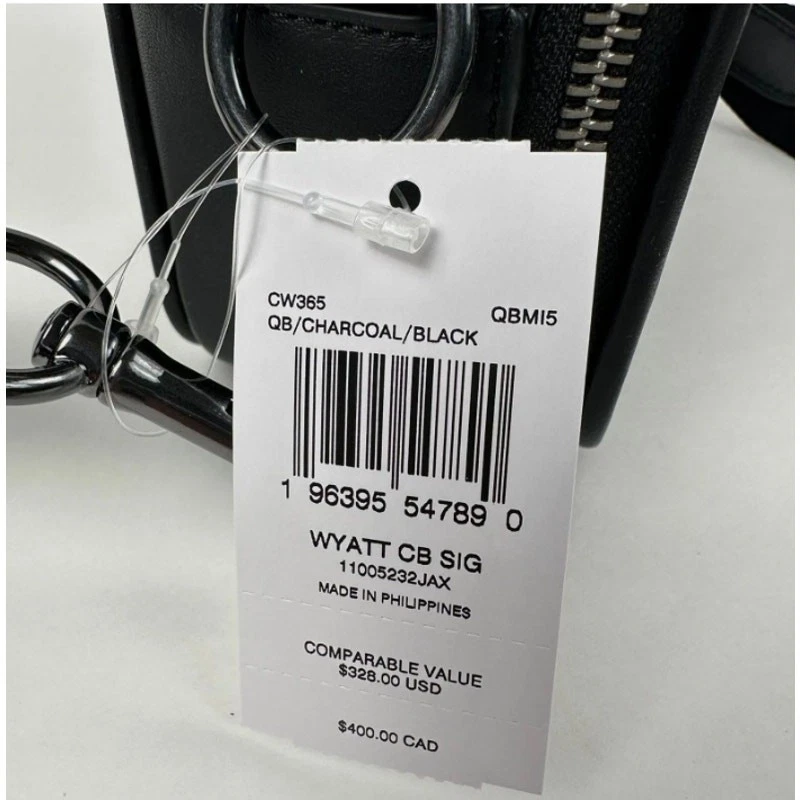 CW365 QBMI5
QB/CHARCOAL/BLACK
1 96395 54789 0
WYATT CB SIG
11005232JAX
MADE IN PHILIPPINES
COMPARABLE VALUE
$328.00 USD
$400.00 CAD